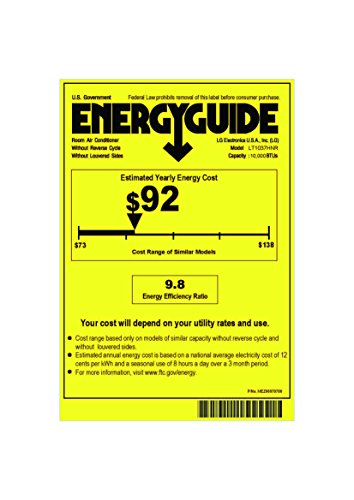 U.S. Government Federal Law prohibits removal of this label before consumer purchase.
ENERGYGUIDE
Room Air Conditioner
Without Reverse Cycle
Without Louvered Sides
LG Electronics U.S.A., Inc. (LG)
Model LT1037HNR
Capacity : 10,000BTUs
Estimated Yearly Energy Cost
$92
$73 $138
Cost Range of Similar Models
9.8
Energy Efficiency Ratio
Your cost will depend on your utility rates and use.
• Cost range based only on models of similar capacity without reverse cycle and
without louvered sides.
• Estimated annual energy cost is based on a national average electricity cost of 12
cents per kWh and a seasonal use of 8 hours a day over a 3 month period.
• For more information, visit www.ftc.gov/energy.
P/No.